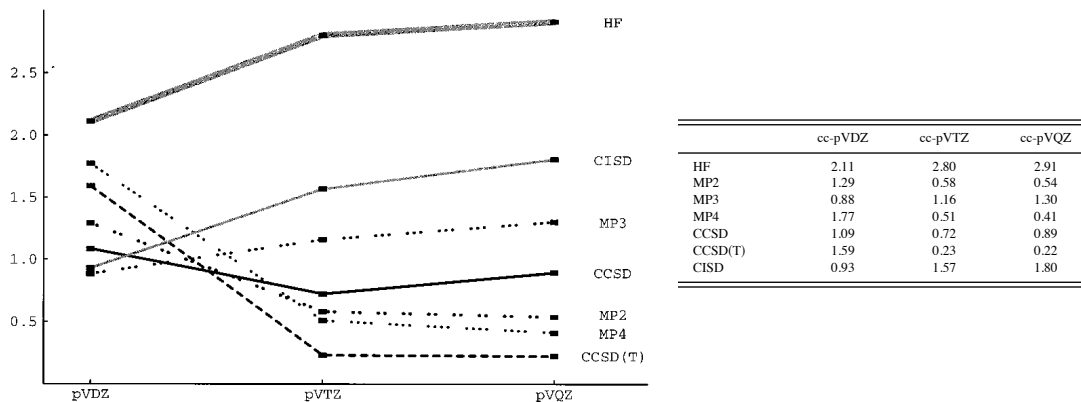 HF
2.5
2.0
CISD
1.5
MP3
1.0
CCSD
MP2
0.5
MP4
CCSD(T)
pVDZ pVTZ pVQZ
cc-pVDZ cc-pVTZ cc-pVQZ
HF 2.11 2.80 2.91
MP2 1.29 0.58 0.54
MP3 0.88 1.16 1.30
MP4 1.77 0.51 0.41
CCSD 1.09 0.72 0.89
CCSD(T) 1.59 0.23 0.22
CISD 0.93 1.57 1.80